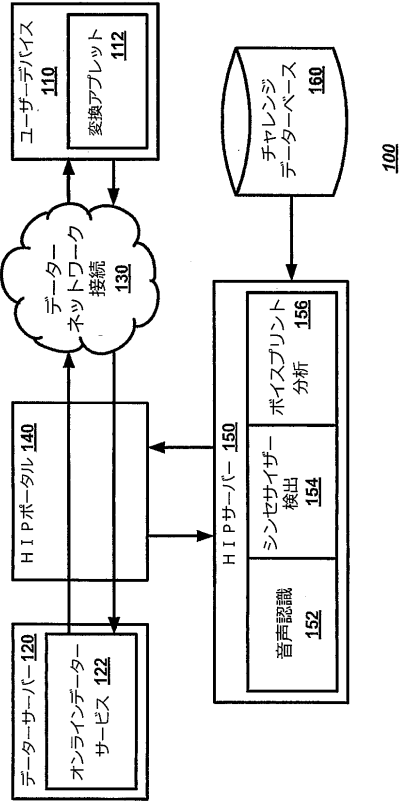 データーサーバー 120
オンラインデーター
サービス
122
HIPポータル 140
データー
ネットワーク
接続
130
ユーザーデバイス
110
変換アプレット
112
HIPサーバー 150
音声認識
152
シンセサイザー
検出
154
ボイスプリント
分析
156
チャレンジ
データーベース
160
100